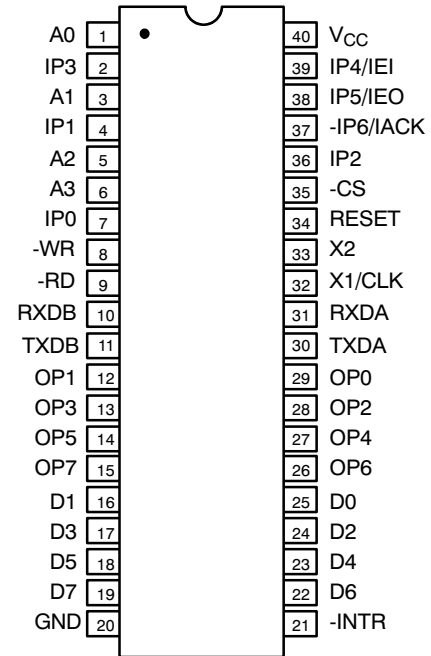 A0 1 40 VCC
IP3 2 39 IP4/IEI
A1 3 38 IP5/IEO
IP1 4 37 -IP6/IACK
A2 5 36 IP2
A3 6 35 -CS
IP0 7 34 RESET
-WR 8 33 X2
-RD 9 32 X1/CLK
RXDB 10 31 RXDA
TXDB 11 30 TXDA
OP1 12 29 OP0
OP3 13 28 OP2
OP5 14 27 OP4
OP7 15 26 OP6
D1 16 25 D0
D3 17 24 D2
D5 18 23 D4
D7 19 22 D6
GND 20 21 -INTR